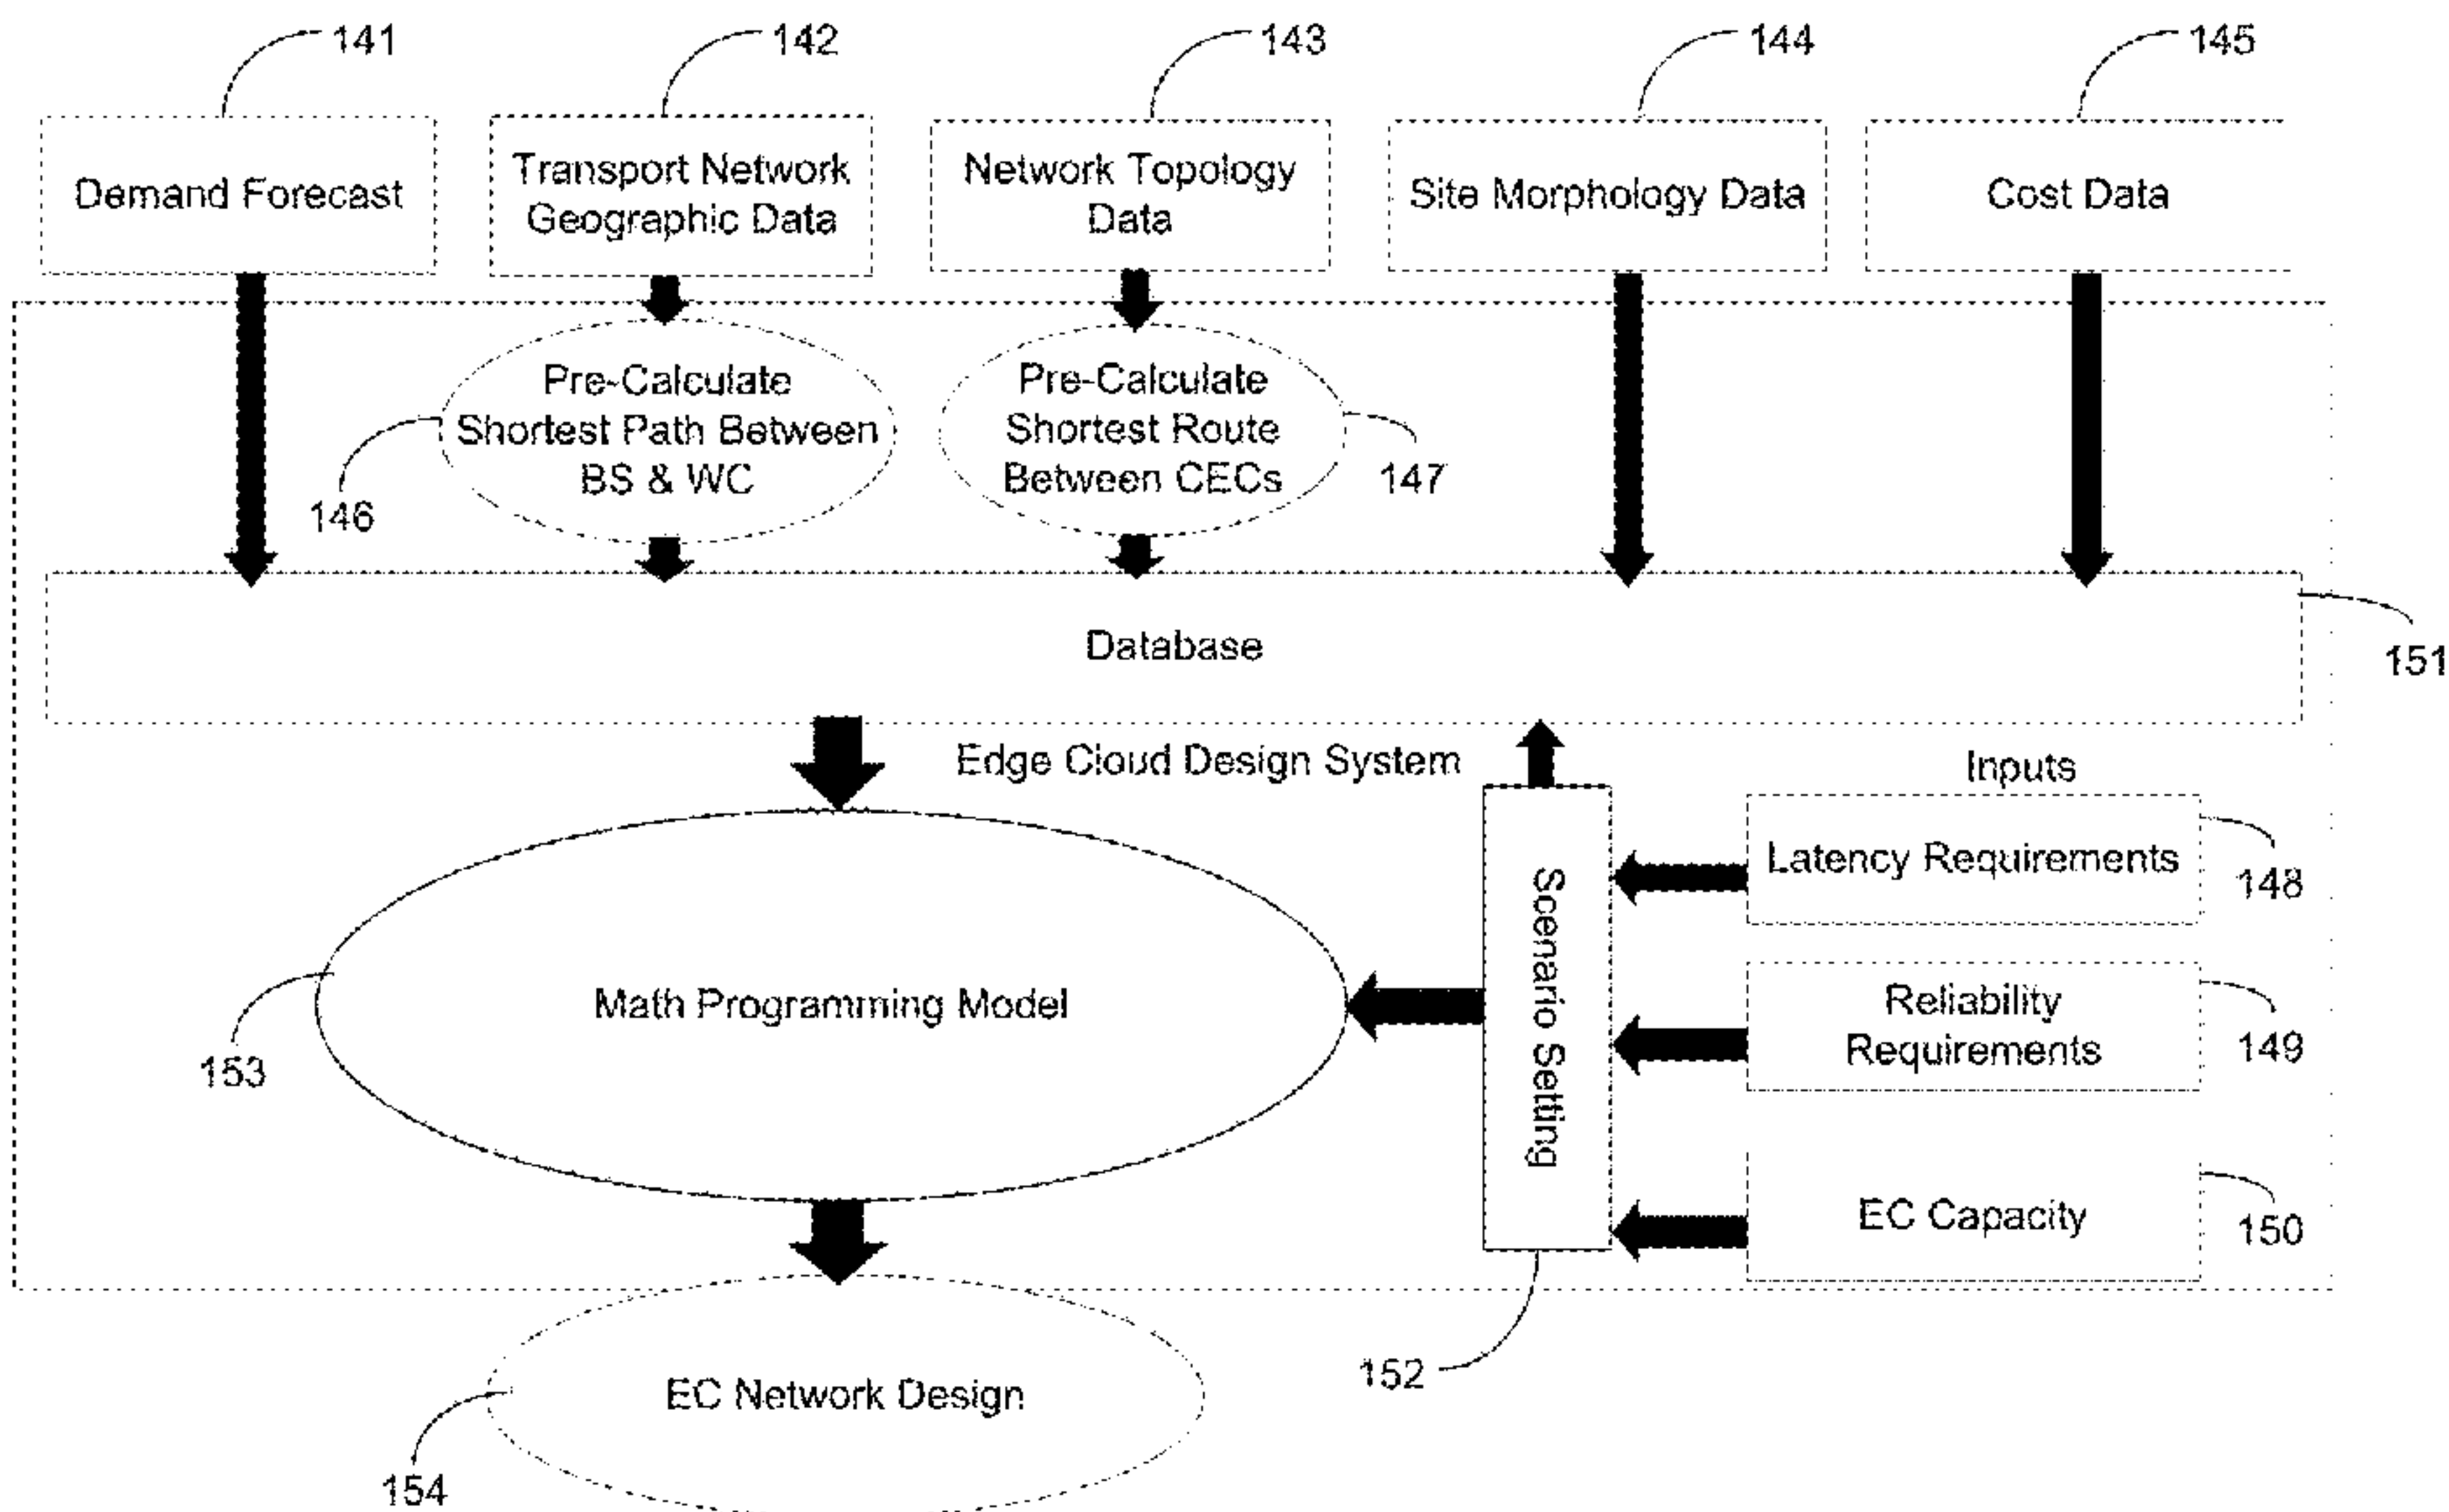 141
142
143
144
145
Demand Forecast
Transport Network
Geographic Data
Network Topology
Data
Site Morphology Data
Cost Data
Pre-Calculate
Shortest Path Between
BS & WC
146
Pre-Calculate
Shortest Route
Between CECs
147
Database
151
Edge Cloud Design System
Inputs
Latency Requirements
148
Scenario Setting
Reliability
Requirements
149
Math Programming Model
153
EC Capacity
150
152
EC Network Design
154